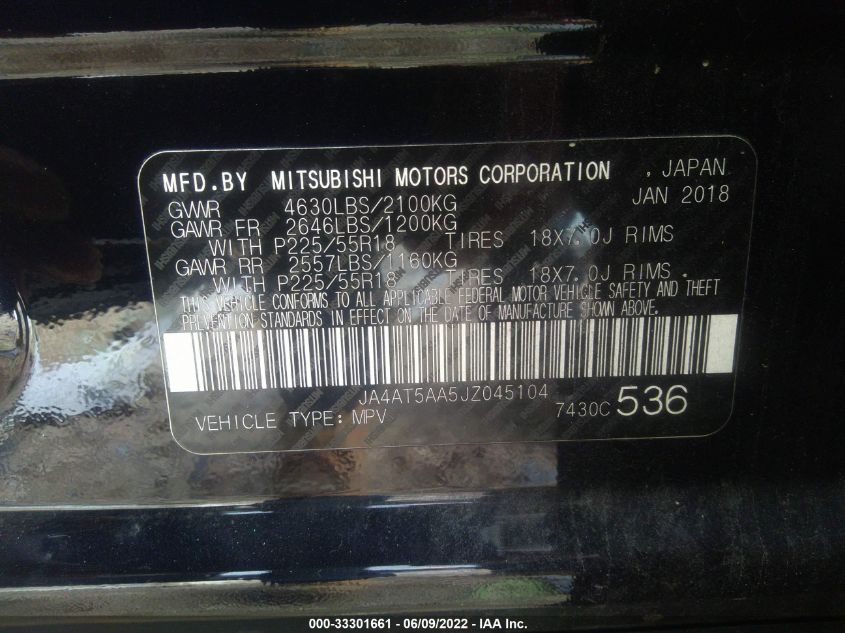 MFD.BY MITSUBISHI MOTORS CORPORATION , JAPAN
GVWR 4630LBS/2100KG JAN 2018
GAWR FR 2646LBS/1200KG
WITH P225/55R18 TIRES 18X7.0J RIMS
GAWR RR 2557LBS/1160KG
WITH P225/55R18 TIRES 18X7.0J RIMS.
THIS VEHICLE CONFORMS TO ALL APPLICABLE FEDERAL MOTOR VEHICLE SAFETY AND THEFT
PREVENTION STANDARDS IN EFFECT ON THE DATE OF MANUFACTURE SHOWN ABOVE.
JA4AT5AA5JZ045104
VEHICLE TYPE: MPV 7430C 536
000-33301661 - 06/09/2022 - IAA Inc.